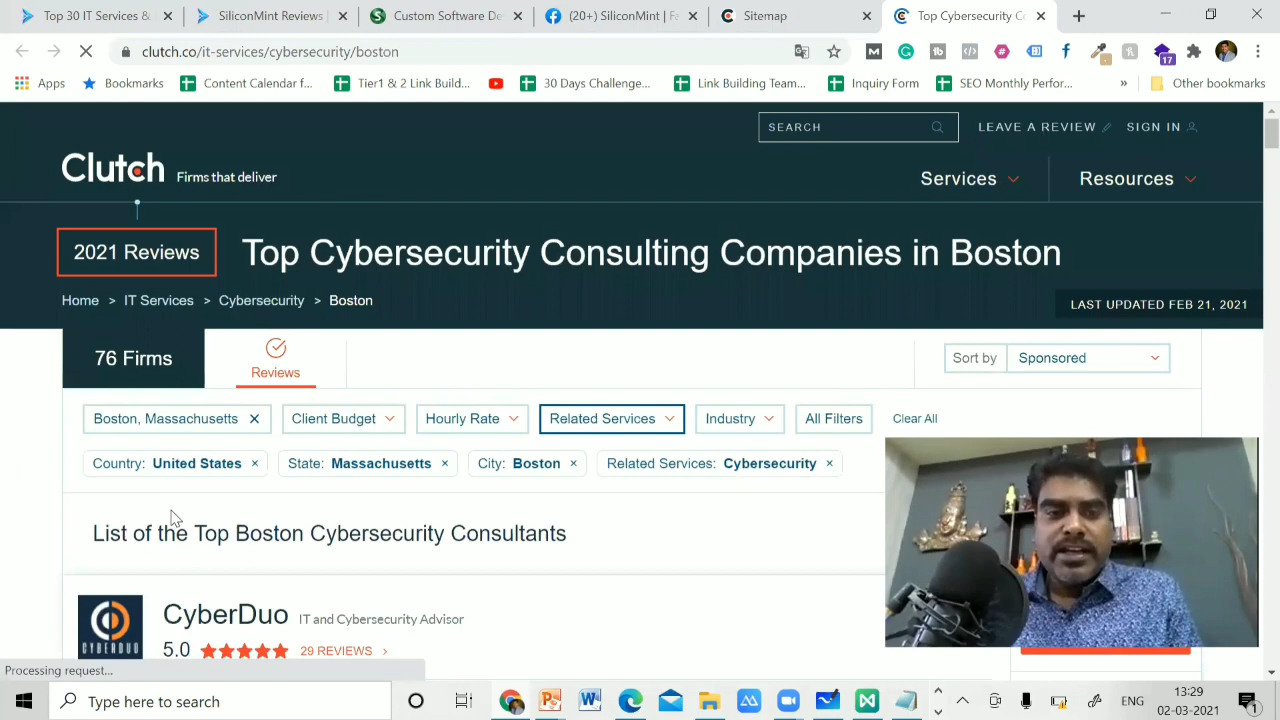 Top 30 IT Services &
SiliconMint Reviews
Custom Software De
(20+) SiliconMint | Fa
Sitemap
Top Cybersecurity Co
clutch.co/it-services/cybersecurity/boston
Apps
Bookmarks
Content Calendar f...
Tier1 & 2 Link Build...
30 Days Challenge...
Link Building Team...
Inquiry Form
SEO Monthly Perfor...
»
Other bookmarks
17
SEARCH
LEAVE A REVIEW
SIGN IN
Clutch
Firms that deliver
Services
Resources
2021 Reviews
Top Cybersecurity Consulting Companies in Boston
Home > IT Services > Cybersecurity > Boston
LAST UPDATED FEB 21, 2021
76 Firms
Reviews
Sort by
Sponsored
Boston, Massachusetts
Client Budget
Hourly Rate
Related Services
Industry
All Filters
Clear All
Country: United States ×
State: Massachusetts ×
City: Boston ×
Related Services: Cybersecurity ×
List of the Top Boston Cybersecurity Consultants
CYBERDUO
CyberDuo IT and Cybersecurity Advisor
5.0
29 REVIEWS
Processing request...
Type here to search
ENG
13:29
02-03-2021
1